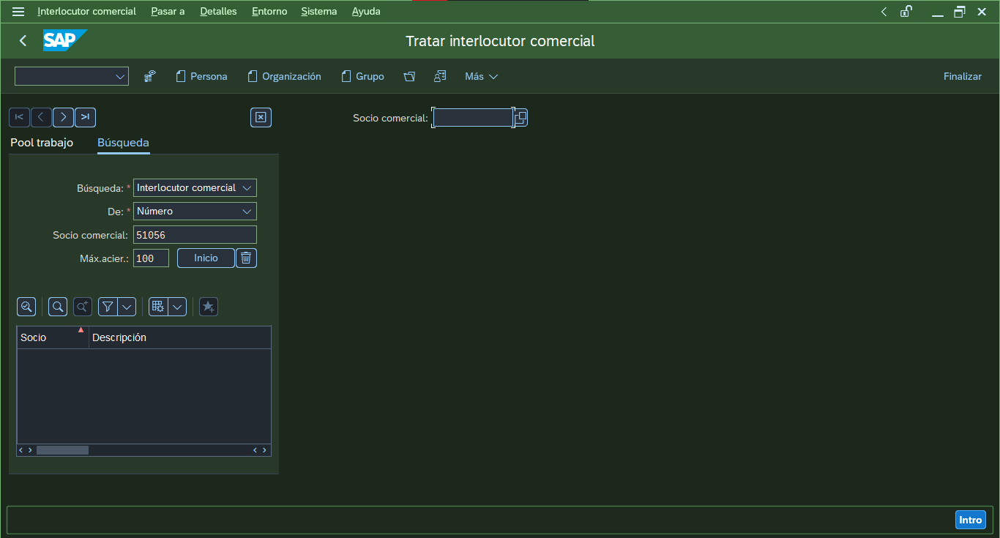 Interlocutor comercial Pasar a Detalles Entorno Sistema Ayuda
SAP Tratar interlocutor comercial
Persona Organización Grupo Más Finalizar
Socio comercial:
Pool trabajo Búsqueda
Búsqueda: * Interlocutor comercial
De: * Número
Socio comercial: 51056
Máx.acier.: 100 Inicio
Socio Descripción
Intro